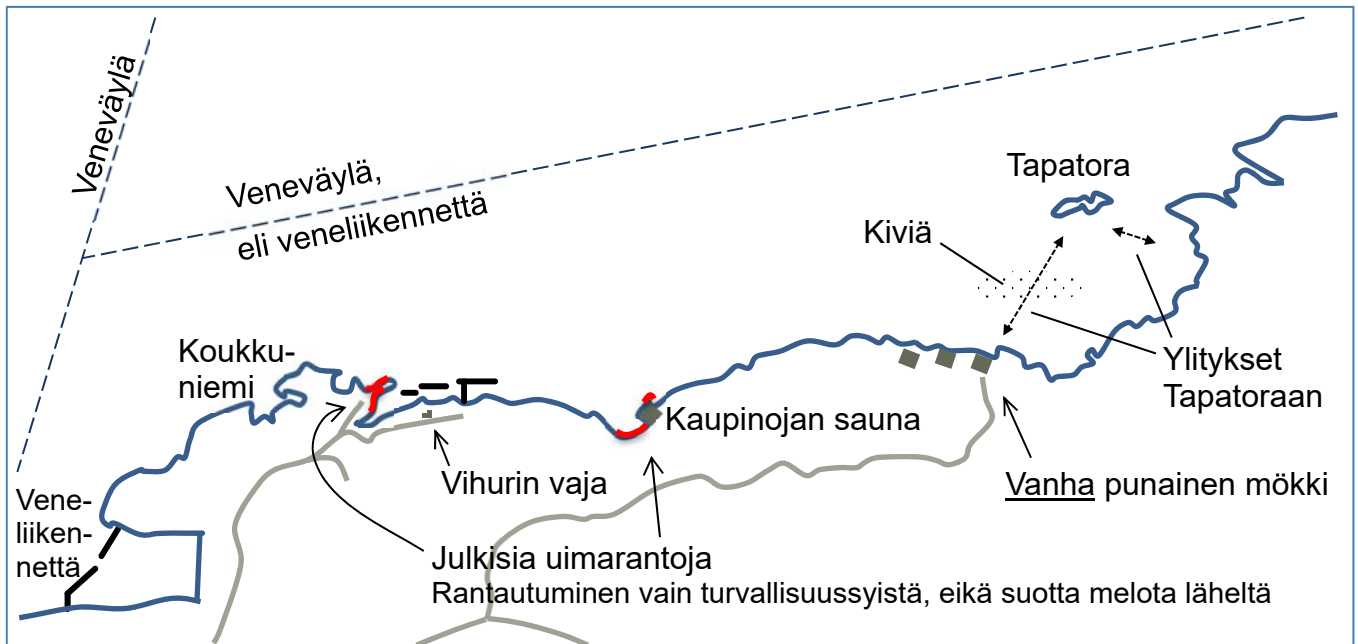 Veneväylä
Veneväylä,
eli veneliikennettä
Tapatora
Kiviä
Koukku-
niemi
Ylitykset
Tapatoraan
Kaupinojan sauna
Vihurin vaja
Vanha punainen mökki
Vene-
liiken-
nettä
Julkisia uimarantoja
Rantautuminen vain turvallisuussyistä, eikä suotta melota läheltä